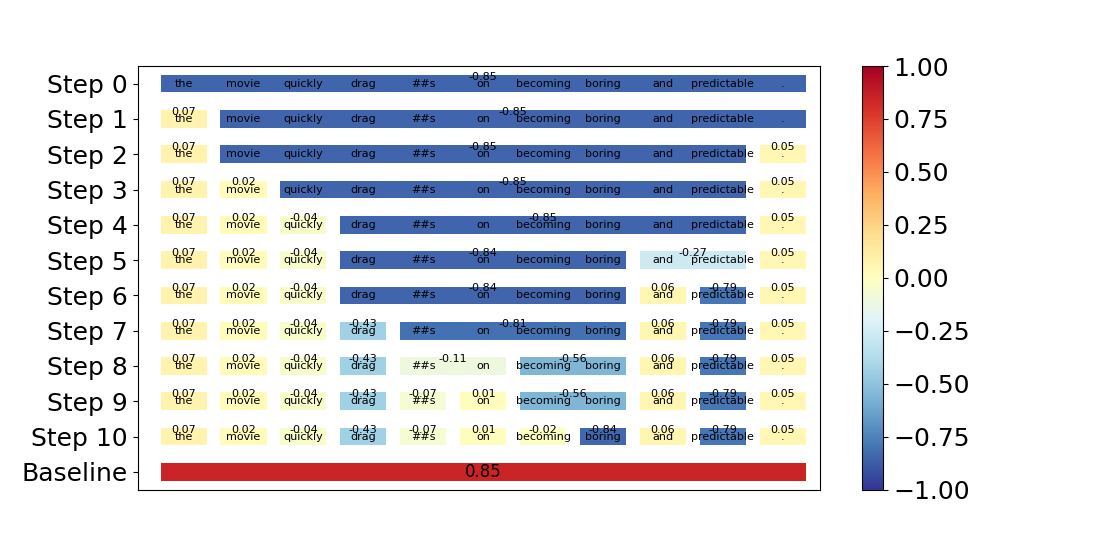 Step 0 the movie quickly drag ##s on becoming boring and predictable .
-0.85
Step 1 the movie quickly drag ##s on becoming boring and predictable .
0.07 -0.85
Step 2 the movie quickly drag ##s on becoming boring and predictable .
0.07 -0.85 0.05
Step 3 the movie quickly drag ##s on becoming boring and predictable .
0.07 0.02 -0.85 0.05
Step 4 the movie quickly drag ##s on becoming boring and predictable .
0.07 0.02 -0.04 -0.85 0.05
Step 5 the movie quickly drag ##s on becoming boring and predictable .
0.07 0.02 -0.04 -0.84 -0.27 0.05
Step 6 the movie quickly drag ##s on becoming boring and predictable .
0.07 0.02 -0.04 -0.84 0.06 -0.79 0.05
Step 7 the movie quickly drag ##s on becoming boring and predictable .
0.07 0.02 -0.04 -0.43 -0.81 0.06 -0.79 0.05
Step 8 the movie quickly drag ##s on becoming boring and predictable .
0.07 0.02 -0.04 -0.43 -0.11 -0.56 0.06 -0.79 0.05
Step 9 the movie quickly drag ##s on becoming boring and predictable .
0.07 0.02 -0.04 -0.43 -0.07 0.01 -0.56 0.06 -0.79 0.05
Step 10 the movie quickly drag ##s on becoming boring and predictable .
0.07 0.02 -0.04 -0.43 -0.07 0.01 -0.02 -0.84 0.06 -0.79 0.05
Baseline 0.85
1.00
0.75
0.50
0.25
0.00
−0.25
−0.50
−0.75
−1.00